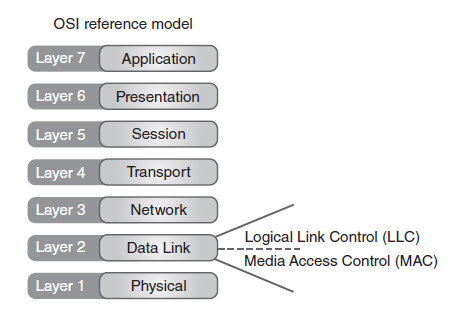 OSI reference model
Layer 7 Application
Layer 6 Presentation
Layer 5 Session
Layer 4 Transport
Layer 3 Network
Layer 2 Data Link
Logical Link Control (LLC)
Media Access Control (MAC)
Layer 1 Physical